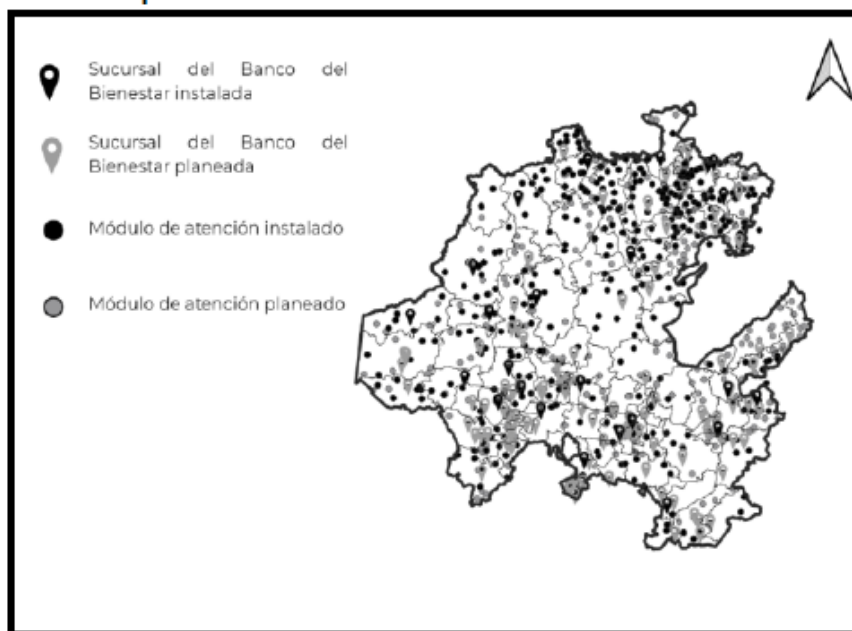 Sucursal del Banco del
Bienestar instalada
Sucursal del Banco del
Bienestar planeada
Módulo de atención instalado
Módulo de atención planeado